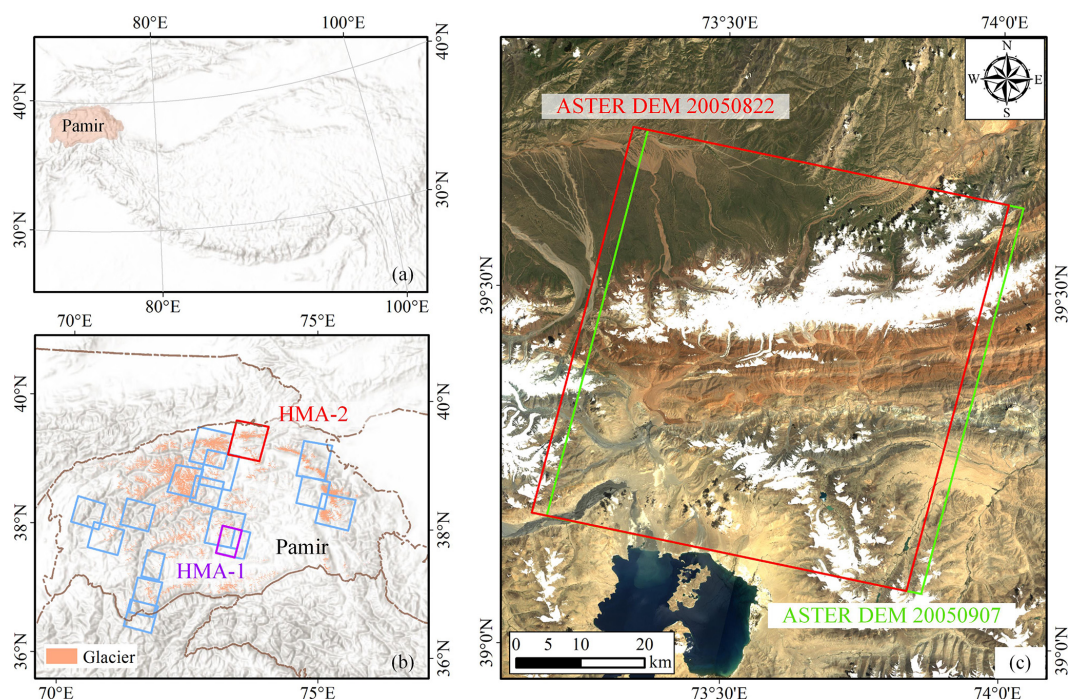 80°E
100°E
40°N
40°N
Pamir
30°N
30°N
(a)
80°E
100°E
70°E
75°E
40°N
40°N
HMA-2
38°N
38°N
Pamir
HMA-1
36°N
36°N
Glacier
(b)
70°E
75°E
73°30'E
74°0'E
N
W
E
S
ASTER DEM 20050822
39°30'N
39°30'N
ASTER DEM 20050907
39°0'N
39°0'N
0 5 10 20
km
(c)
73°30'E
74°0'E